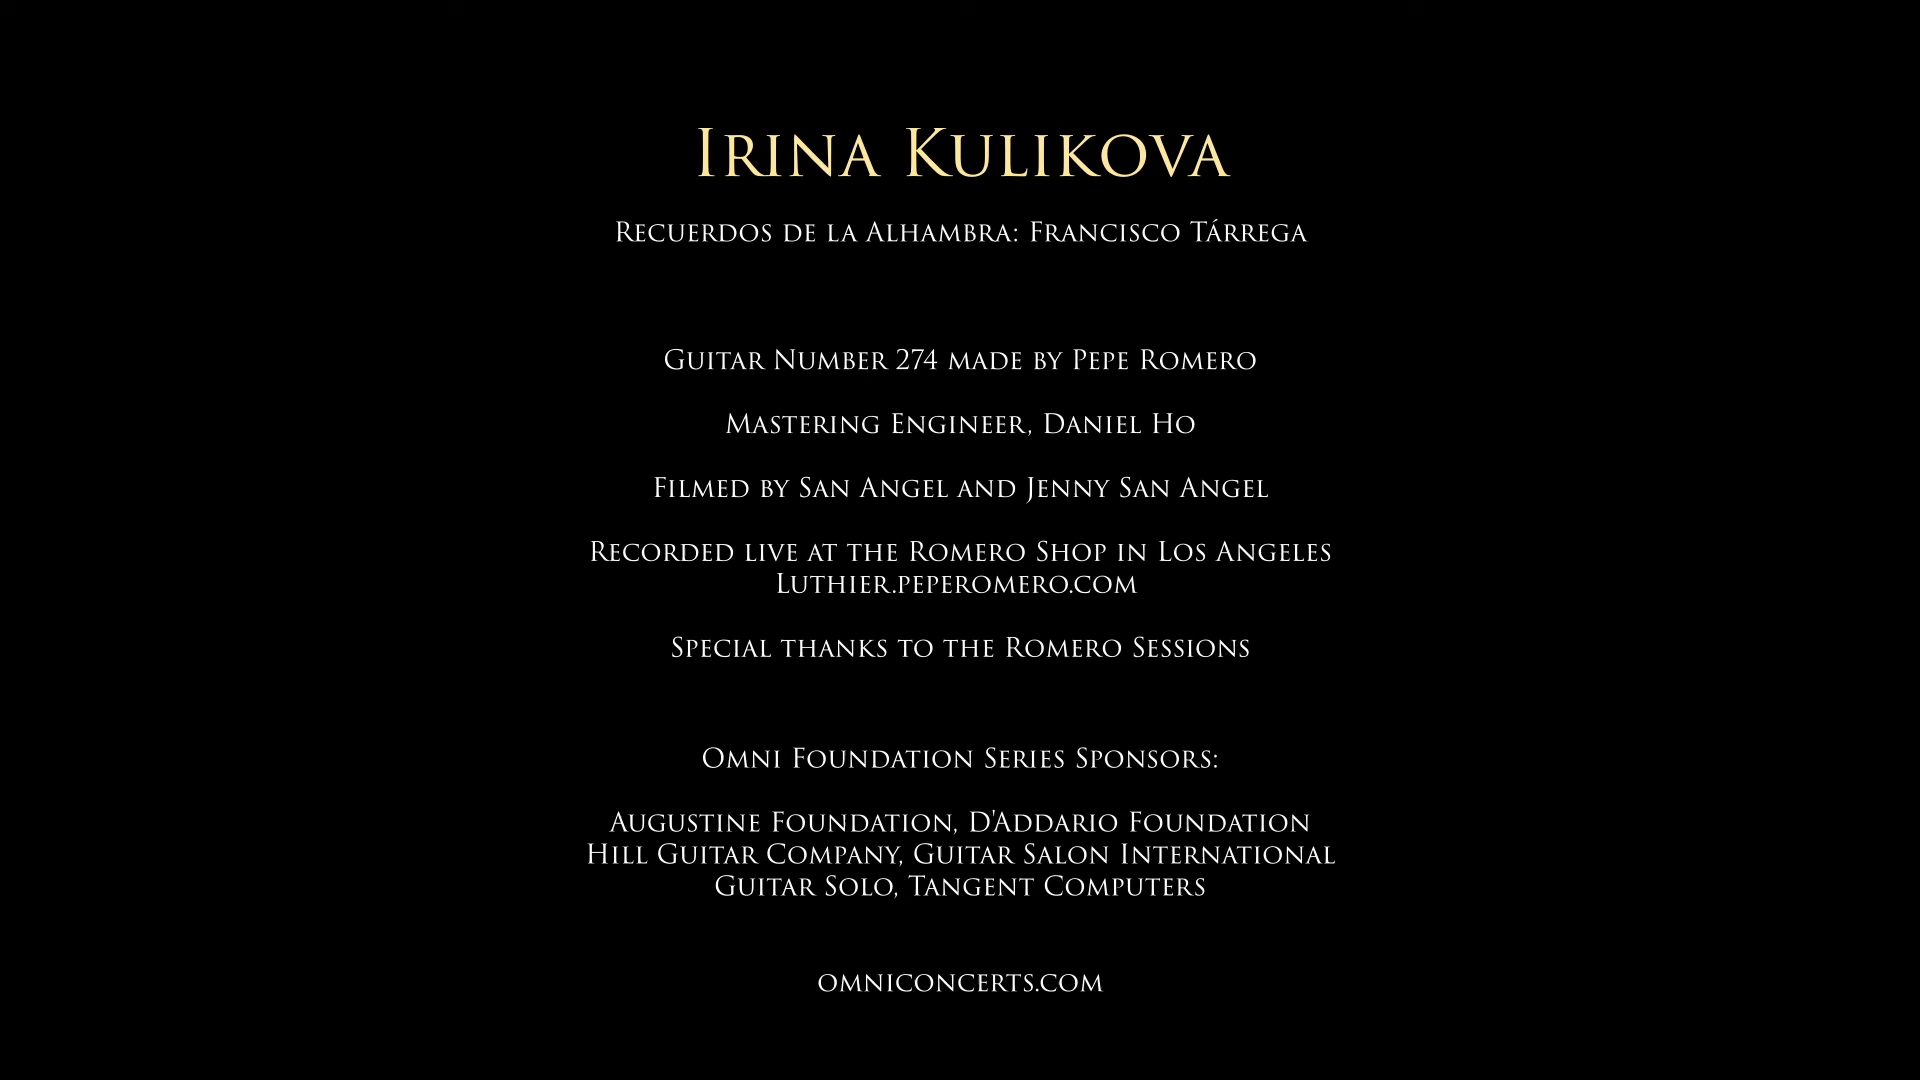 Irina Kulikova
Recuerdos de la Alhambra: Francisco Tárrega
Guitar Number 274 made by Pepe Romero
Mastering Engineer, Daniel Ho
Filmed by San Angel and Jenny San Angel
Recorded live at the Romero Shop in Los Angeles
Luthier.peperomero.com
Special thanks to the Romero Sessions
Omni Foundation Series Sponsors:
Augustine Foundation, D'Addario Foundation
Hill Guitar Company, Guitar Salon International
Guitar Solo, Tangent Computers
omniconcerts.com